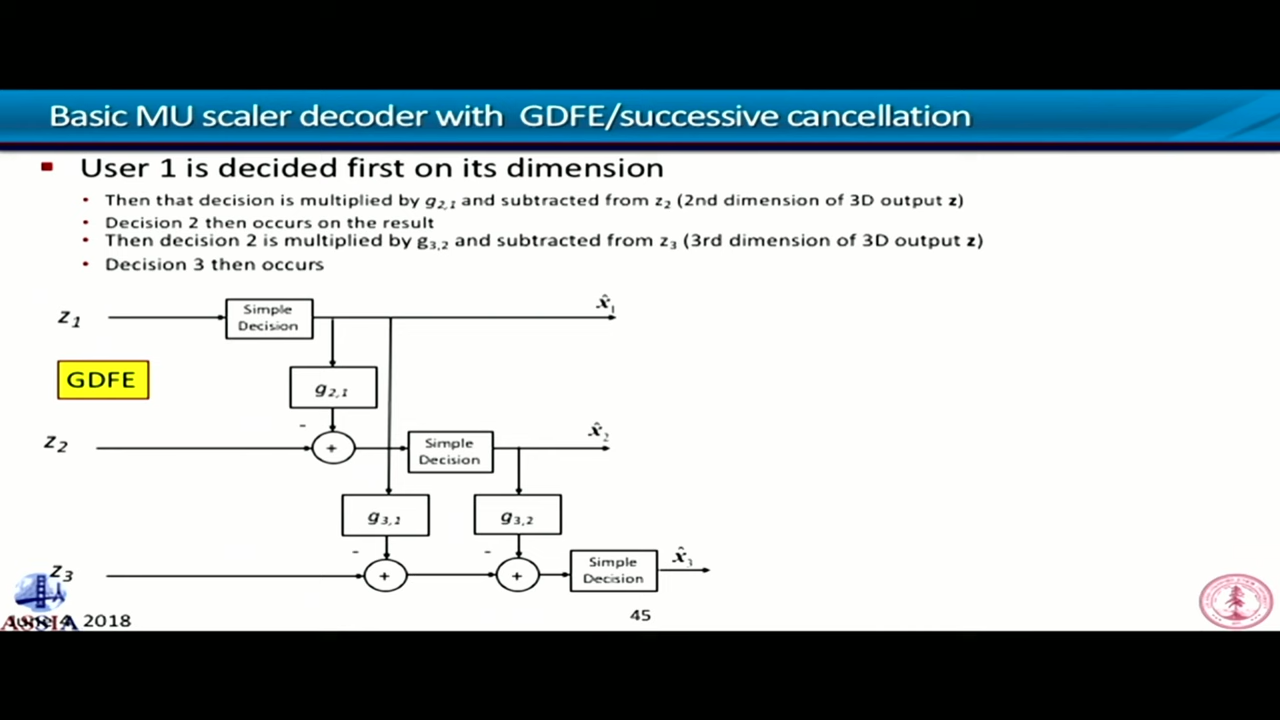 Basic MU scaler decoder with GDFE/successive cancellation
User 1 is decided first on its dimension
Then that decision is multiplied by g2,1 and subtracted from z2 (2nd dimension of 3D output z)
Decision 2 then occurs on the result
Then decision 2 is multiplied by g3,2 and subtracted from z3 (3rd dimension of 3D output z)
Decision 3 then occurs
z1
Simple
Decision
x̂1
GDFE
g2,1
-
z2
+
Simple
Decision
x̂2
g3,1
g3,2
-
-
z3
+
+
Simple
Decision
x̂3
ASSIA
June 4, 2018
45